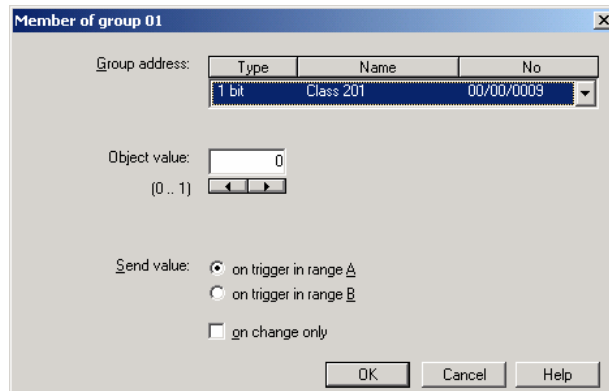 Member of group 01
Group address:
Type Name No
1 bit Class 201 00/00/0009
Object value: 0
(0 .. 1)
Send value: on trigger in range A
on trigger in range B
on change only
OK Cancel Help